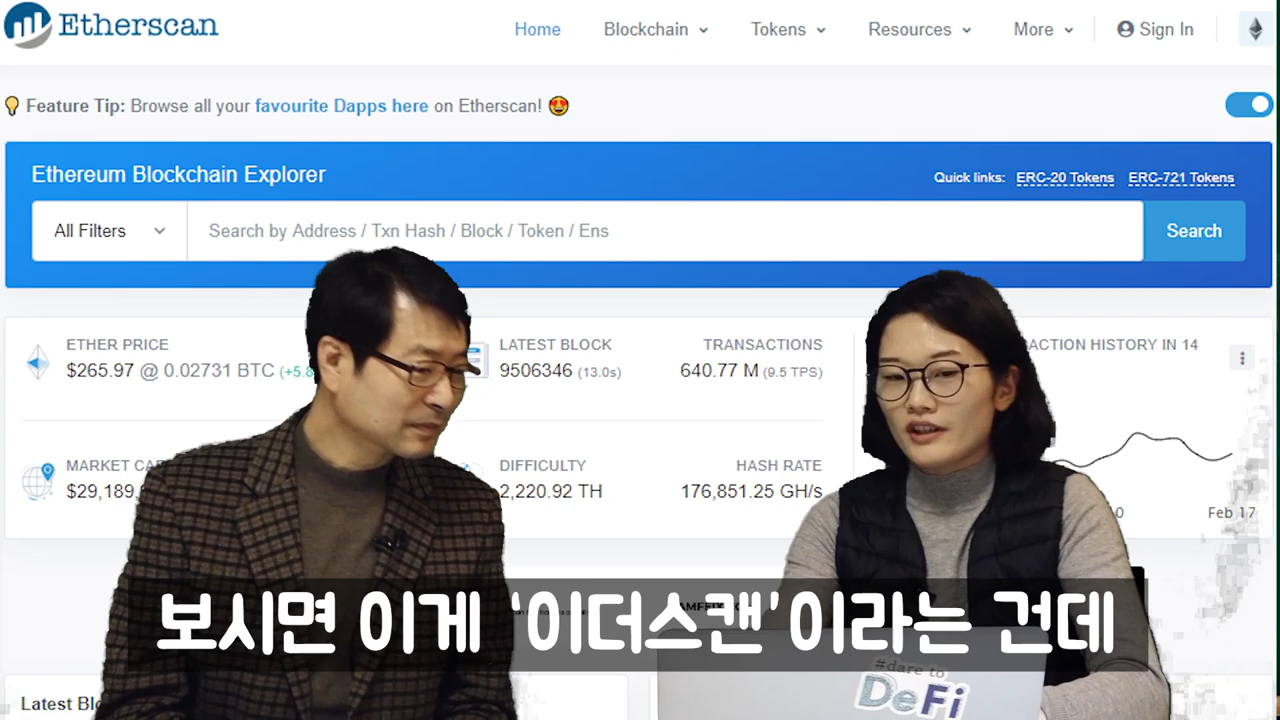 Etherscan
Home
Blockchain
Tokens
Resources
More
Sign In
Feature Tip: Browse all your favourite Dapps here on Etherscan!
Ethereum Blockchain Explorer
Quick links: ERC-20 Tokens ERC-721 Tokens
All Filters
Search by Address / Txn Hash / Block / Token / Ens
Search
ETHER PRICE
$265.97 @ 0.02731 BTC
LATEST BLOCK
9506346 (13.0s)
TRANSACTIONS
640.77 M (9.5 TPS)
ACTION HISTORY IN 14
MARKET CA
$29,189,
DIFFICULTY
2,220.92 TH
HASH RATE
176,851.25 GH/s
Feb 17
보시면 이게 '이더스캔'이라는 건데
#dare to
DeFi
Latest Blo